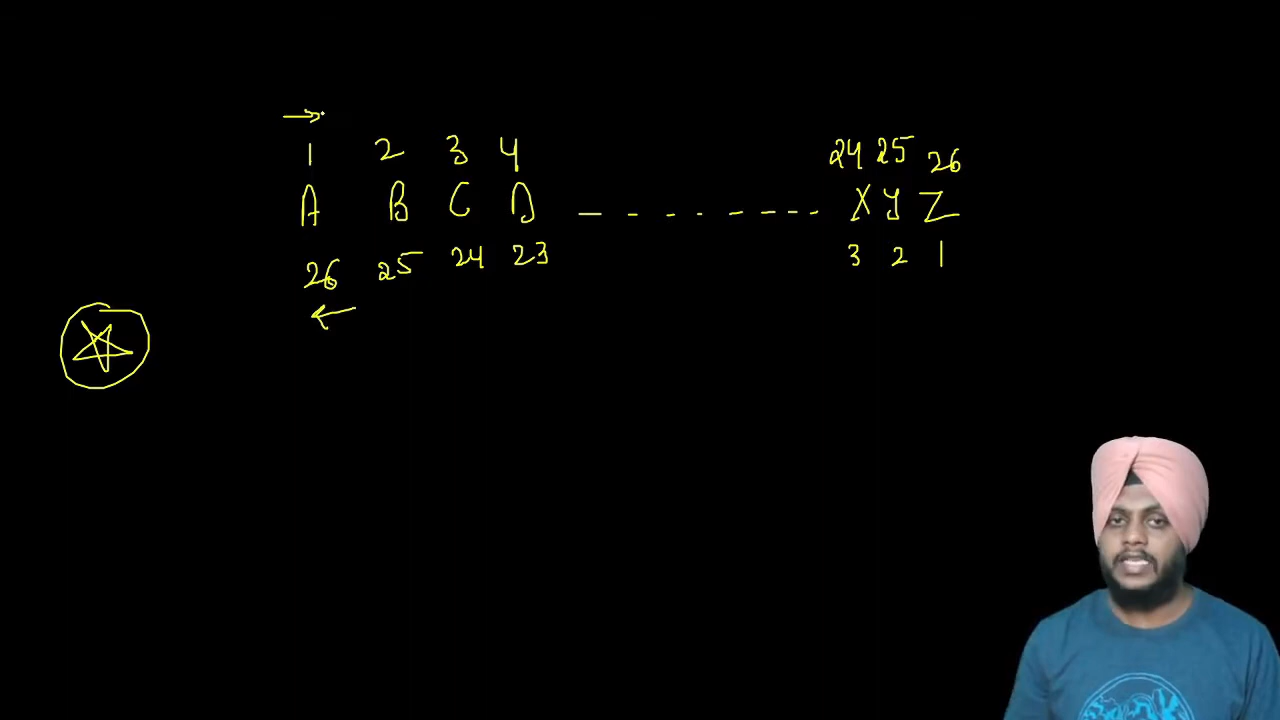 →
1 2 3 4 24 25 26
A B C D - - - - - - - - X Y Z
26 25 24 23 3 2 1
←